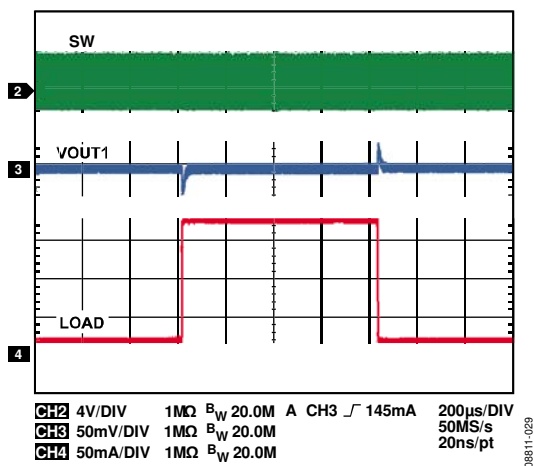 SW
2
VOUT1
3
LOAD
4
CH2 4V/DIV 1MΩ BW 20.0M A CH3 145mA 200µs/DIV
CH3 50mV/DIV 1MΩ BW 20.0M 50MS/s
CH4 50mA/DIV 1MΩ BW 20.0M 20ns/pt
08811-029